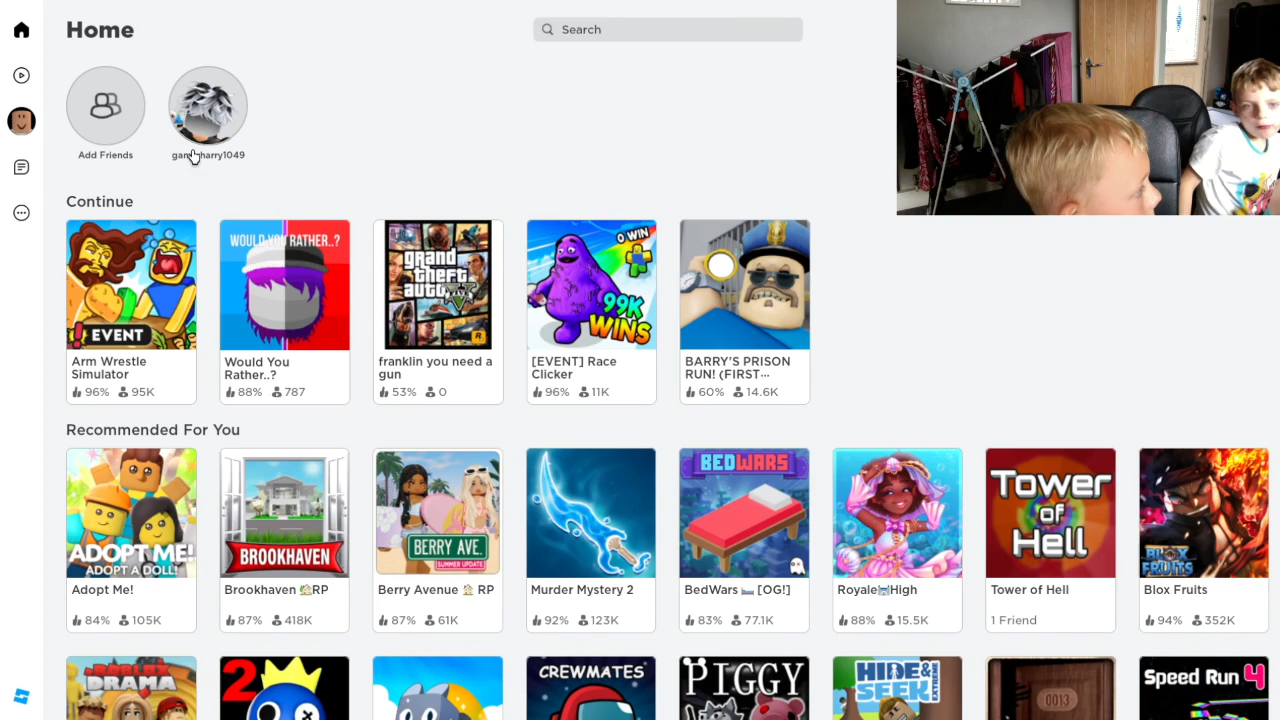 Home
Search
Add Friends
harry1049
Continue
WOULD YOU RATHER..?
grand
theft
auto
V
0 WIN
99K
WINS
! EVENT
Arm Wrestle
Simulator
Would You
Rather..?
franklin you need a
gun
[EVENT] Race
Clicker
BARRY'S PRISON
RUN! (FIRST...
96% 95K
88% 787
53% 0
96% 11K
60% 14.6K
Recommended For You
ADOPT ME!
ADOPT A DOLL!
BROOKHAVEN
BERRY AVE.
SUMMER UPDATE
BEDWARS
Tower
of
Hell
BLOX
FRUITS
Adopt Me!
Brookhaven 🏡RP
Berry Avenue 🏠 RP
Murder Mystery 2
BedWars 🛏️ [OG!]
Royale🏰High
Tower of Hell
Blox Fruits
84% 105K
87% 418K
87% 61K
92% 123K
83% 77.1K
88% 15.5K
1 Friend
94% 352K
ROBLOX
DRAMA
2
CREWMATES
PIGGY
HIDE &
SEEK
EXTREME
0013
Speed Run 4